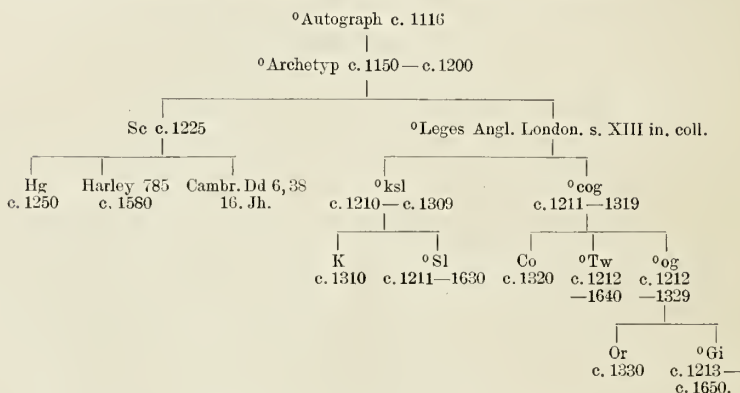 ⁰Autograph c. 1116
⁰Archetyp c. 1150 — c. 1200
Sc c. 1225 ⁰Leges Angl. London. s. XIII in. coll.
Hg Harley 785 Cambr. Dd 6, 38 ⁰ksl ⁰cog
c. 1250 c. 1580 16. Jh. c. 1210 — c. 1309 c. 1211 — 1319
K ⁰Sl Co ⁰Tw ⁰og
c. 1310 c. 1211—1630 c. 1320 c. 1212 c. 1212
—1640 —1329
Or ⁰Gi
c. 1330 c. 1213 —
c. 1650.